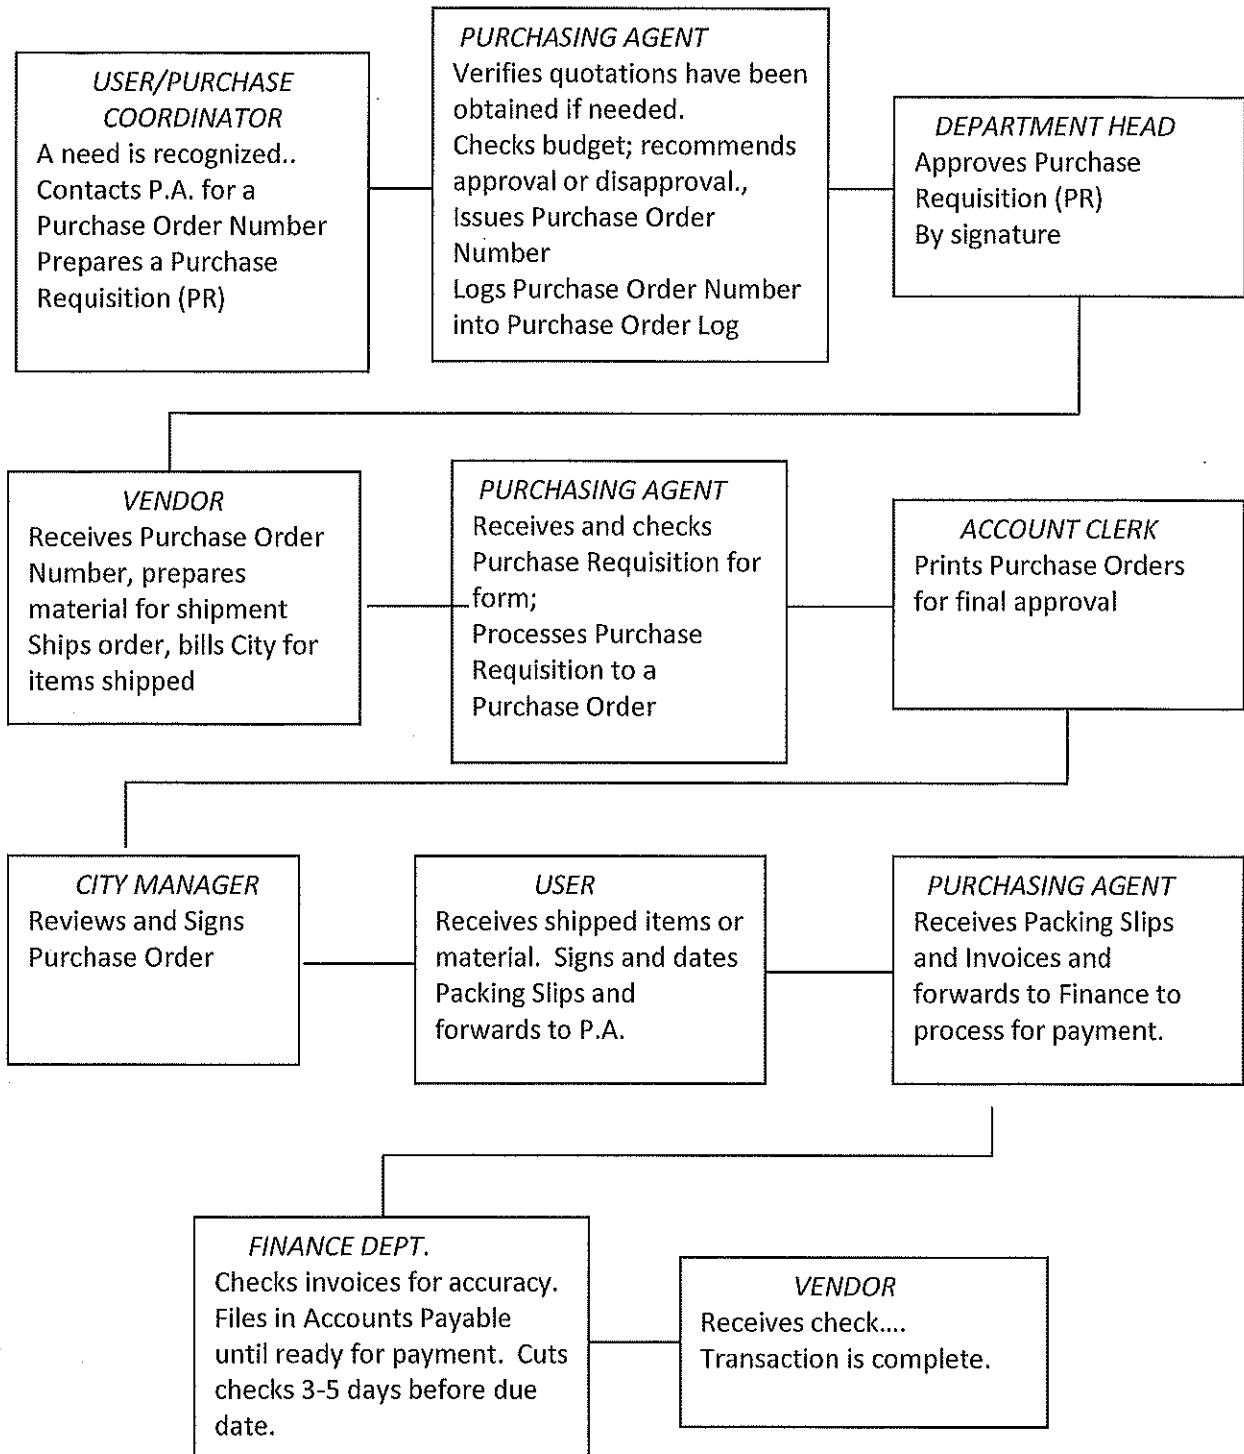 USER/PURCHASE
COORDINATOR
A need is recognized..
Contacts P.A. for a
Purchase Order Number
Prepares a Purchase
Requisition (PR)
PURCHASING AGENT
Verifies quotations have been
obtained if needed.
Checks budget; recommends
approval or disapproval.,
Issues Purchase Order
Number
Logs Purchase Order Number
into Purchase Order Log
DEPARTMENT HEAD
Approves Purchase
Requisition (PR)
By signature
VENDOR
Receives Purchase Order
Number, prepares
material for shipment
Ships order, bills City for
items shipped
PURCHASING AGENT
Receives and checks
Purchase Requisition for
form;
Processes Purchase
Requisition to a
Purchase Order
ACCOUNT CLERK
Prints Purchase Orders
for final approval
CITY MANAGER
Reviews and Signs
Purchase Order
USER
Receives shipped items or
material.  Signs and dates
Packing Slips and
forwards to P.A.
PURCHASING AGENT
Receives Packing Slips
and Invoices and
forwards to Finance to
process for payment.
FINANCE DEPT.
Checks invoices for accuracy.
Files in Accounts Payable
until ready for payment.  Cuts
checks 3-5 days before due
date.
VENDOR
Receives check....
Transaction is complete.